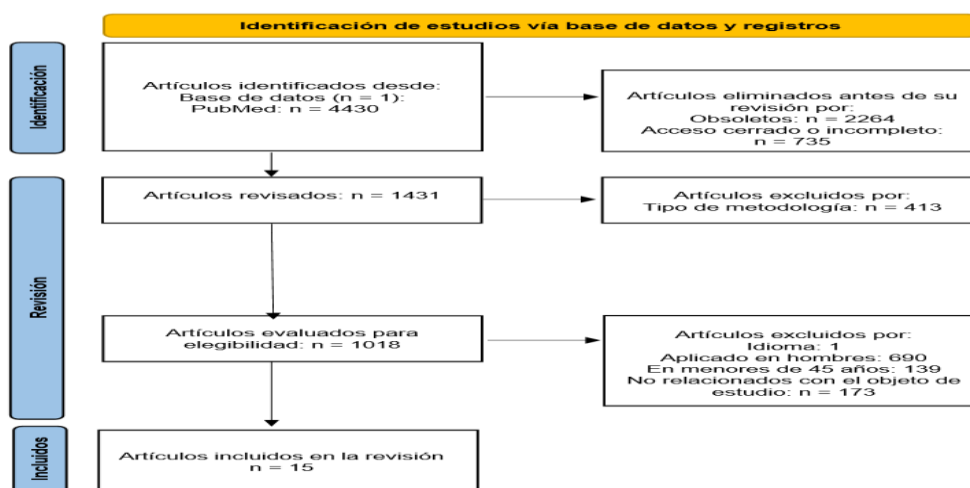 Identificación de estudios vía base de datos y registros
Identificación
Artículos identificados desde:
Base de datos (n = 1):
PubMed: n = 4430
Artículos eliminados antes de su
revisión por:
Obsoletos: n = 2264
Acceso cerrado o incompleto:
n = 735
Revisión
Artículos revisados: n = 1431
Artículos excluidos por:
Tipo de metodología: n = 413
Artículos evaluados para
elegibilidad: n = 1018
Artículos excluidos por:
Idioma: 1
Aplicado en hombres: 690
En menores de 45 años: 139
No relacionados con el objeto de
estudio: n = 173
Incluidos
Artículos incluidos en la revisión
n = 15